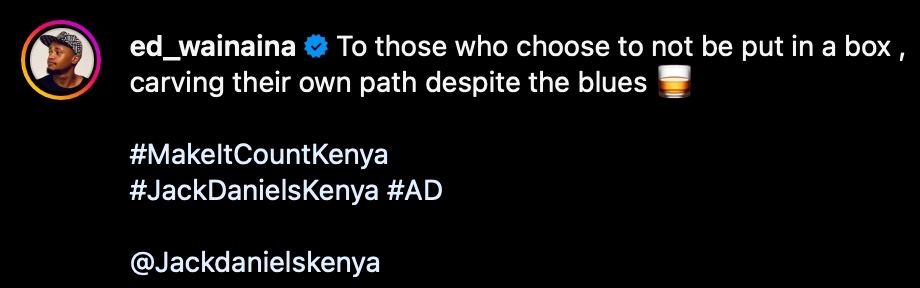 ed_wainaina To those who choose to not be put in a box ,
carving their own path despite the blues 🥃
#MakeItCountKenya
#JackDanielsKenya #AD
@Jackdanielskenya